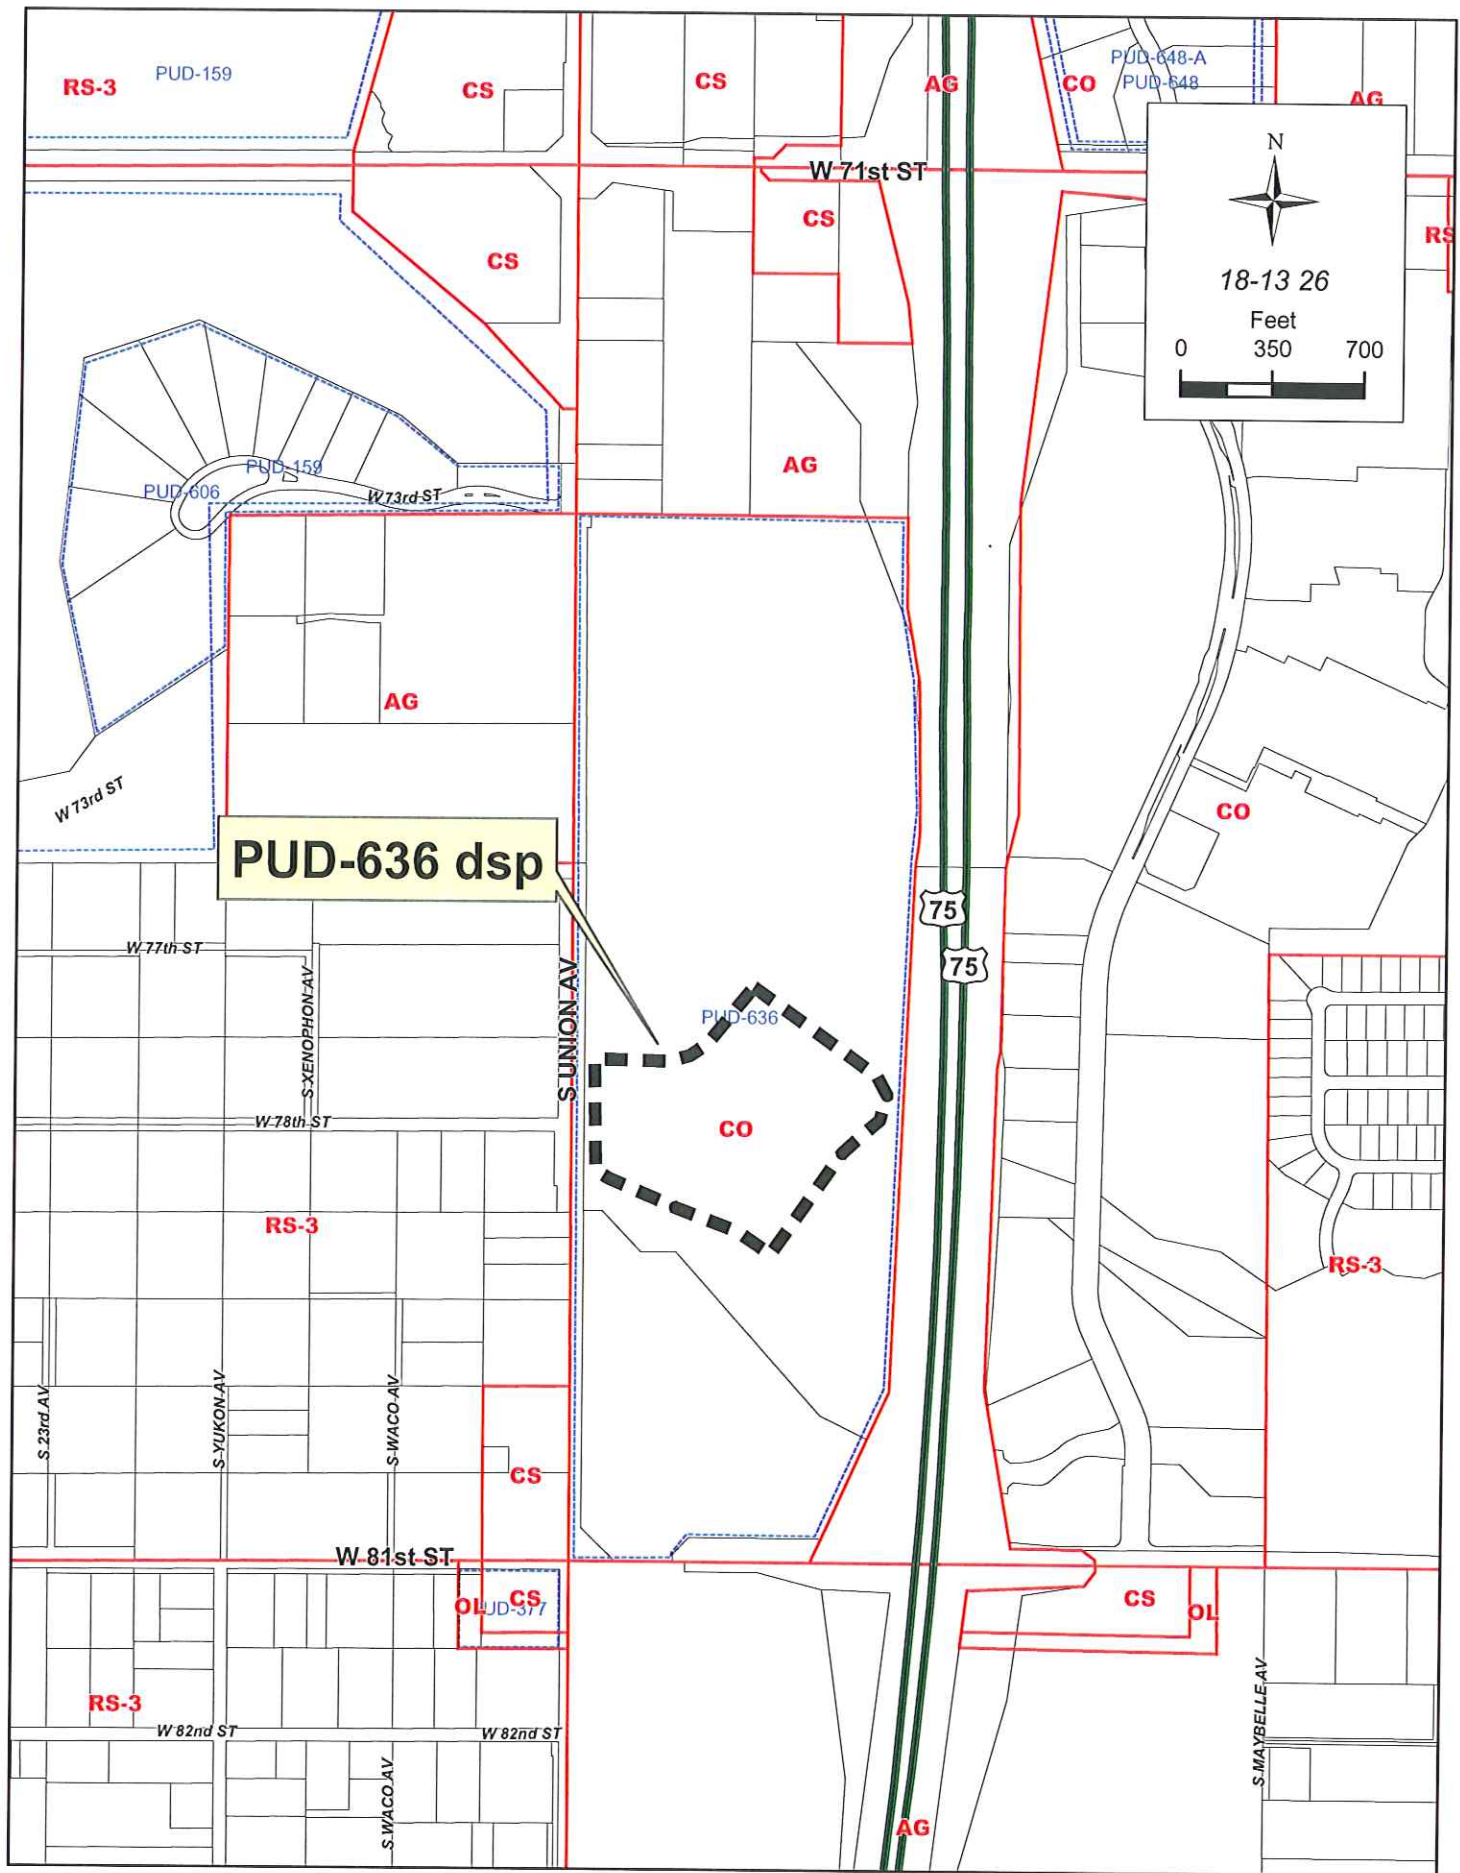 RS-3
PUD-159
CS
CS
AG
CO
PUD-648-A
PUD-648
AG
W 71st ST
N
18-13 26
Feet
0 350 700
CS
CS
RS
AG
PUD-159
PUD-606
W 73rd ST
AG
W 73rd ST
CO
PUD-636 dsp
75
75
W 77th ST
S XENOPHON AV
S UNION AV
PUD-636
W 78th ST
CO
RS-3
RS-3
S 23rd AV
S YUKON AV
S WACO AV
CS
W 81st ST
OL
CS
UD-377
CS
OL
RS-3
W 82nd ST
W 82nd ST
S WACO AV
S MAYBELLE AV
AG